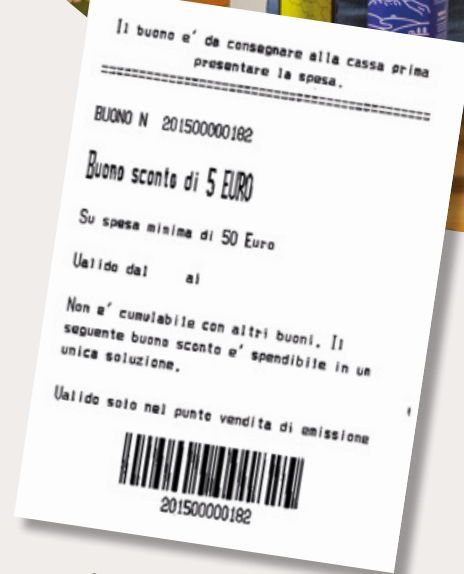 Il buono e' da consegnare alla cassa prima
presentare la spesa.
========================================
BUONO N 201500000182
Buono sconto di 5 EURO
Su spesa minima di 50 Euro
Valido dal al
Non e' cumulabile con altri buoni. Il
seguente buono sconto e' spendibile in un
unica soluzione.
Valido solo nel punto vendita di emissione
201500000182